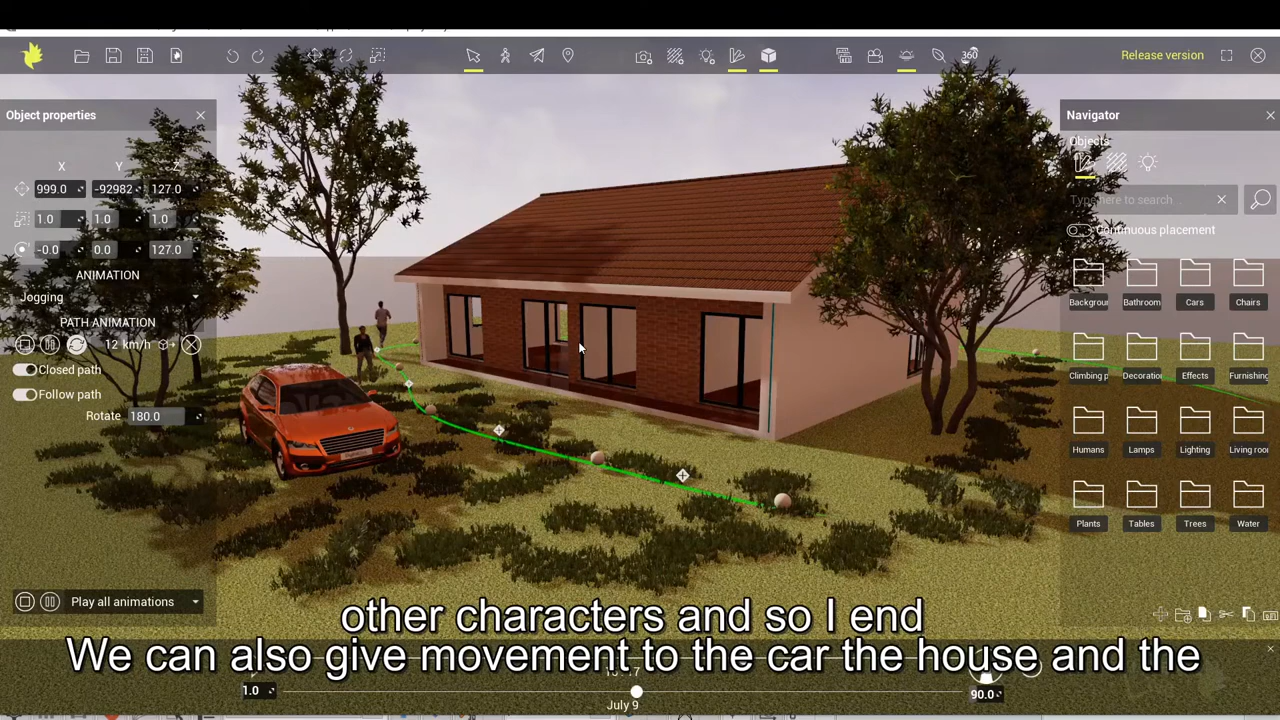 360
Release version
Object properties
Navigator
Objects
X Y Z
999.0 -92982 127.0
1.0 1.0 1.0
-0.0 0.0 127.0
Type here to search
Continuous placement
ANIMATION
Jogging
PATH ANIMATION
12 km/h
Closed path
Follow path
Rotate 180.0
Backgroun Bathroom Cars Chairs
Climbing p Decoratio Effects Furnishing
Humans Lamps Lighting Living roo
Plants Tables Trees Water
Play all animations
other characters and so I end
We can also give movement to the car the house and the
1.0
90.0
July 9